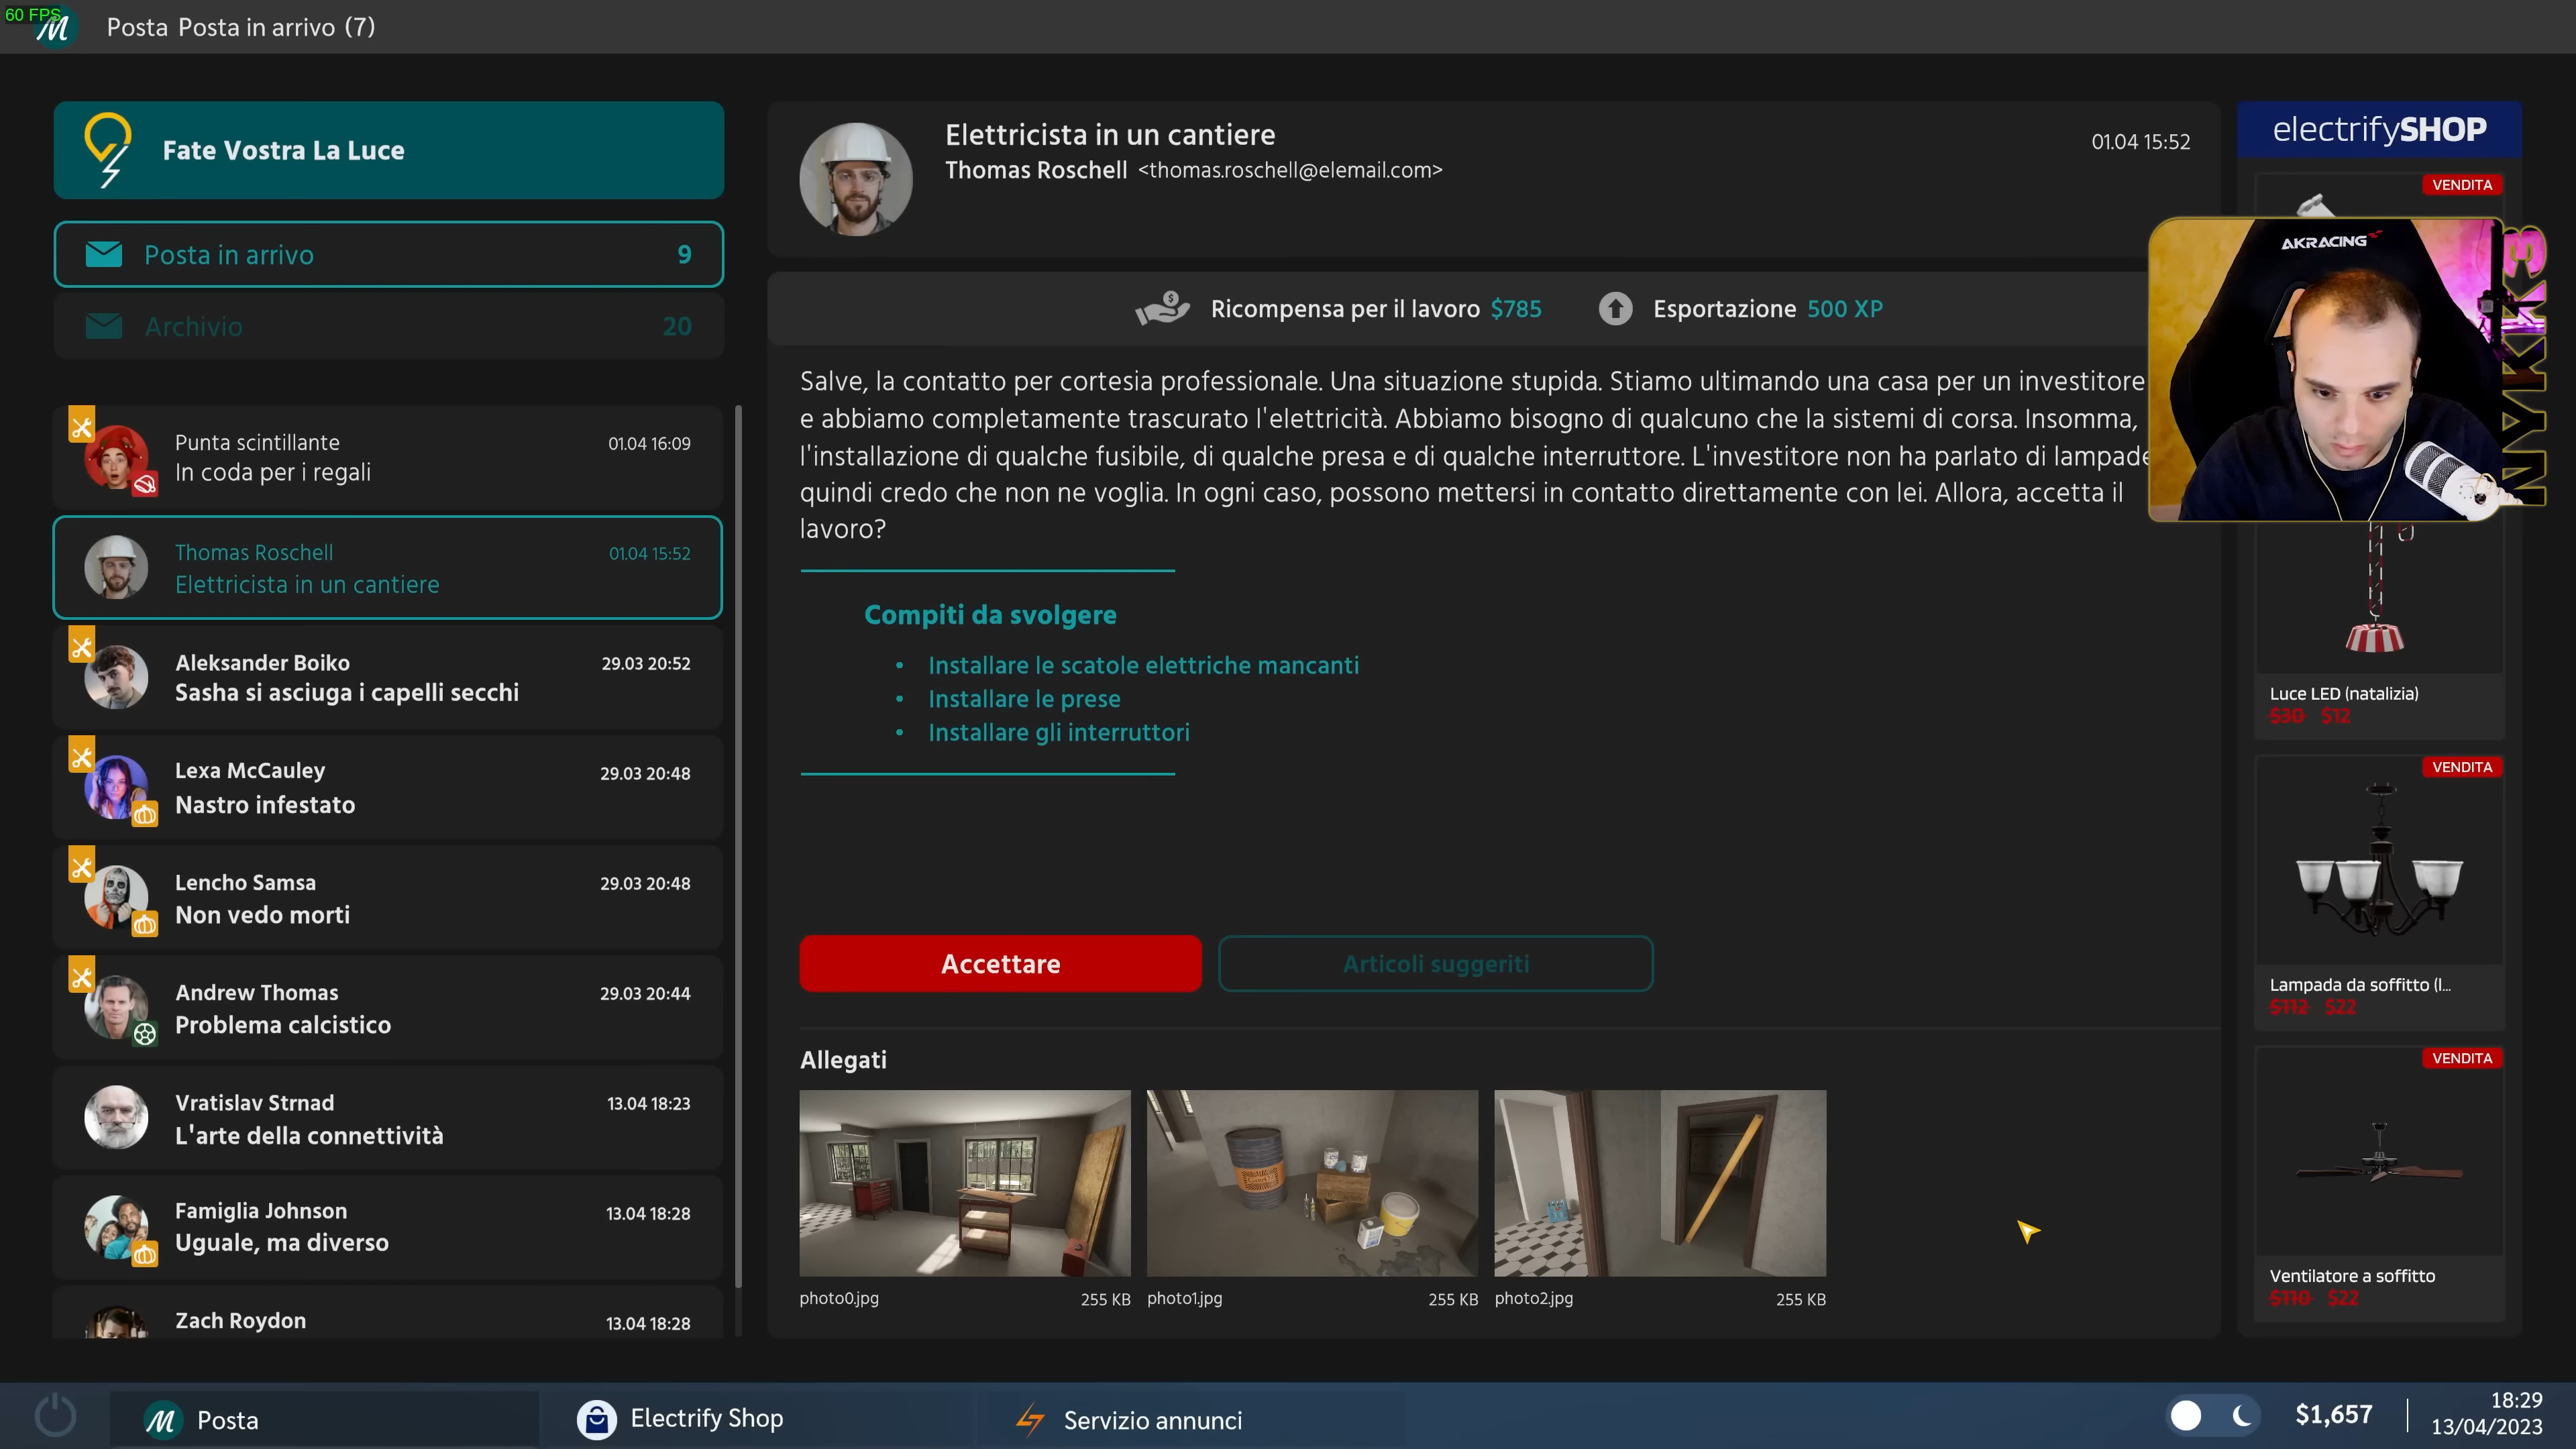 60 FPS
Posta Posta in arrivo (7)
Fate Vostra La Luce
Posta in arrivo 9
Archivio 20
Punta scintillante 01.04 16:09
In coda per i regali
Thomas Roschell 01.04 15:52
Elettricista in un cantiere
Aleksander Boiko 29.03 20:52
Sasha si asciuga i capelli secchi
Lexa McCauley 29.03 20:48
Nastro infestato
Lencho Samsa 29.03 20:48
Non vedo morti
Andrew Thomas 29.03 20:44
Problema calcistico
Vratislav Strnad 13.04 18:23
L'arte della connettività
Famiglia Johnson 13.04 18:28
Uguale, ma diverso
Zach Roydon 13.04 18:28
Elettricista in un cantiere 01.04 15:52
Thomas Roschell <thomas.roschell@elemail.com>
Ricompensa per il lavoro $785 Esportazione 500 XP
Salve, la contatto per cortesia professionale. Una situazione stupida. Stiamo ultimando una casa per un investitore
e abbiamo completamente trascurato l'elettricità. Abbiamo bisogno di qualcuno che la sistemi di corsa. Insomma,
l'installazione di qualche fusibile, di qualche presa e di qualche interruttore. L'investitore non ha parlato di lampade
quindi credo che non ne voglia. In ogni caso, possono mettersi in contatto direttamente con lei. Allora, accetta il
lavoro?
Compiti da svolgere
• Installare le scatole elettriche mancanti
• Installare le prese
• Installare gli interruttori
Accettare Articoli suggeriti
Allegati
photo0.jpg 255 KB photo1.jpg 255 KB photo2.jpg 255 KB
electrifySHOP
VENDITA
AKRACING
NYKK3
Luce LED (natalizia)
$30 $12
VENDITA
Lampada da soffitto (l...
$112 $22
VENDITA
Ventilatore a soffitto
$110 $22
Posta Electrify Shop Servizio annunci $1,657 18:29
13/04/2023